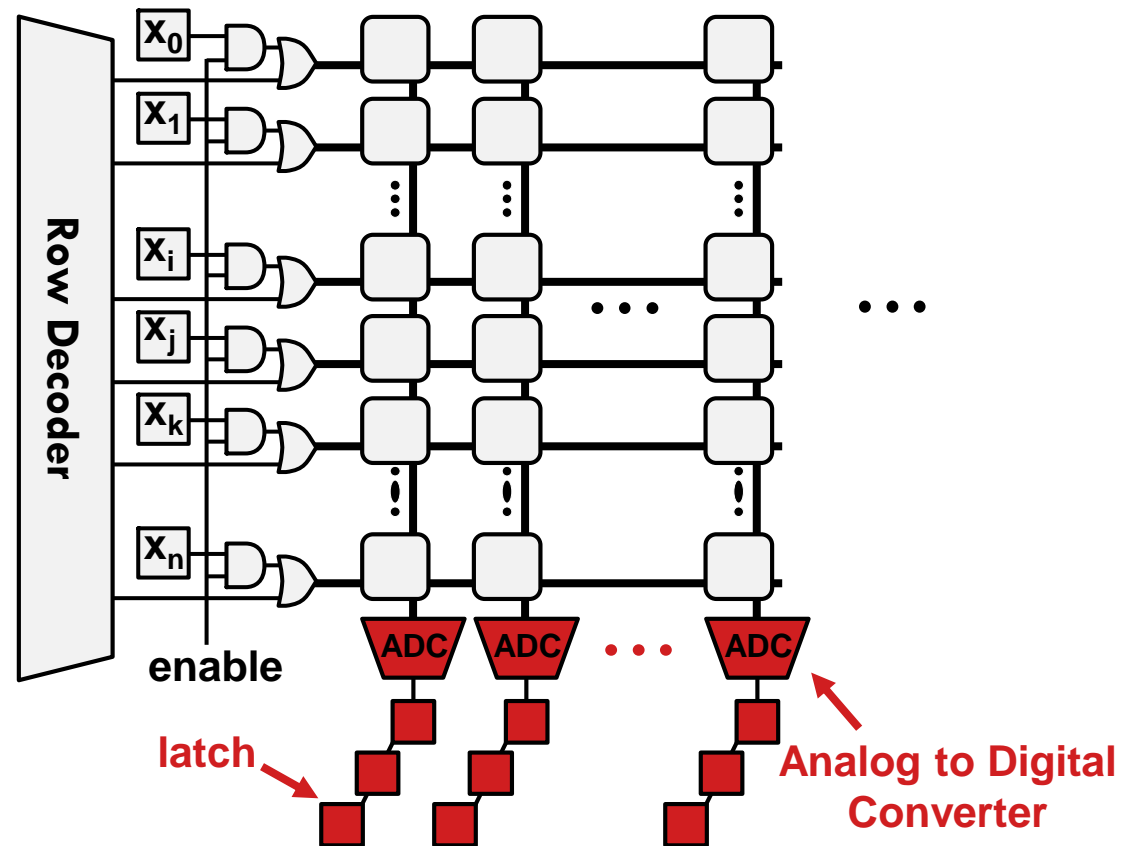 Row Decoder
x0
x1
xi
xj
xk
xn
enable
ADC ADC ADC
latch
Analog to Digital
Converter